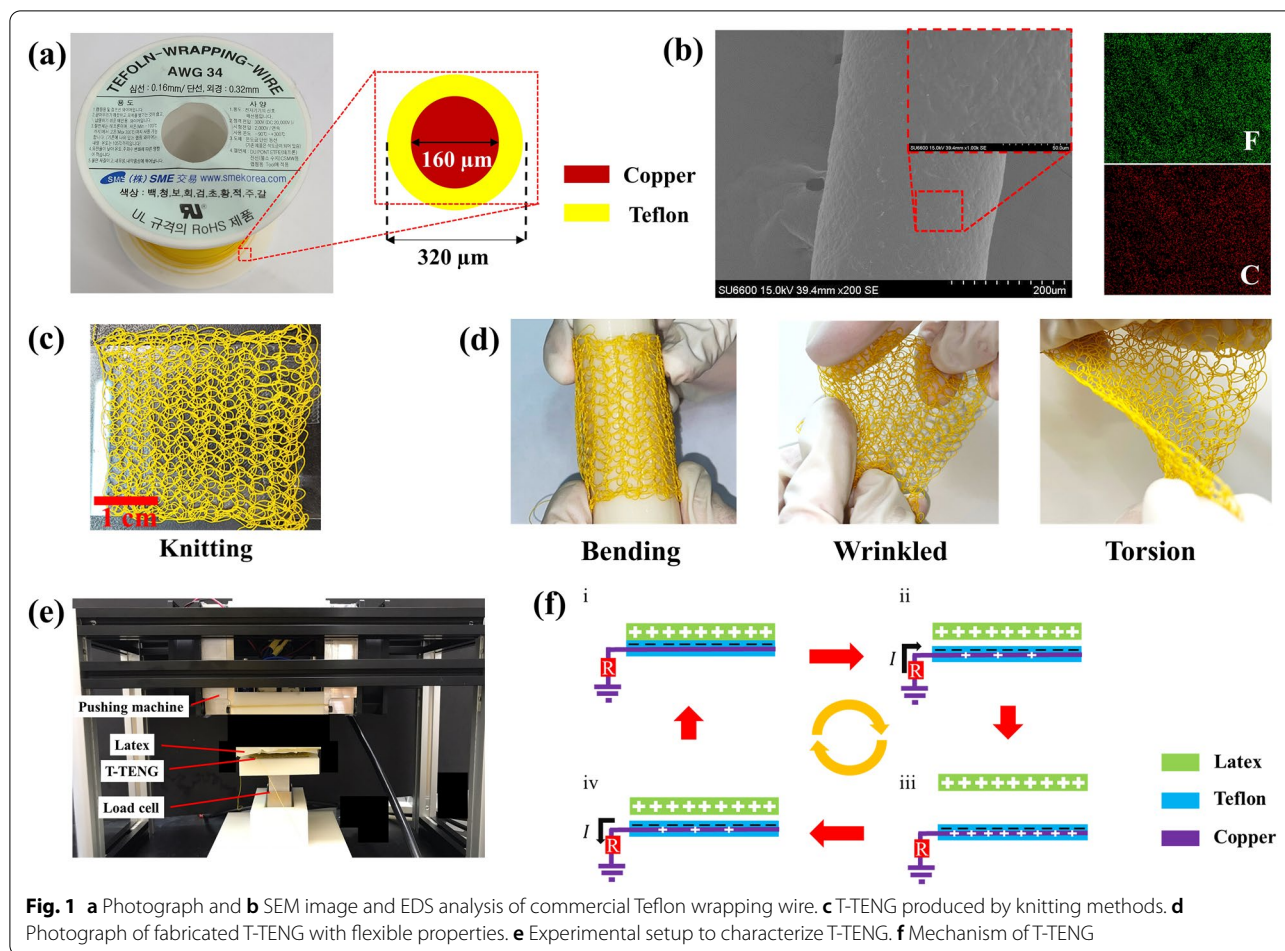 (a)
TEFOLN-WRAPPING-WIRE
AWG 34
심선 : 0.16mm/ 단선, 외경 : 0.32mm
용 도
사 양
(株) SME 交易 www.smekorea.com
색상 : 백,청,보,회,검,초,황,적,주,갈
UL 규격의 RoHS 제품
160 µm
320 µm
Copper
Teflon
(b)
SU6600 15.0kV 39.4mm x1.00k SE
50.0um
SU6600 15.0kV 39.4mm x200 SE
200um
F
C
(c)
1 cm
Knitting
(d)
Bending
Wrinkled
Torsion
(e)
Pushing machine
Latex
T-TENG
Load cell
(f)
i
+ + + + + + + + +
R
ii
+ + + + + + + + +
I
R
iv
+ + + + + + + + +
I
R
iii
+ + + + + + + + +
R
Latex
Teflon
Copper
Fig. 1 a Photograph and b SEM image and EDS analysis of commercial Teflon wrapping wire. c T-TENG produced by knitting methods. d
Photograph of fabricated T-TENG with flexible properties. e Experimental setup to characterize T-TENG. f Mechanism of T-TENG